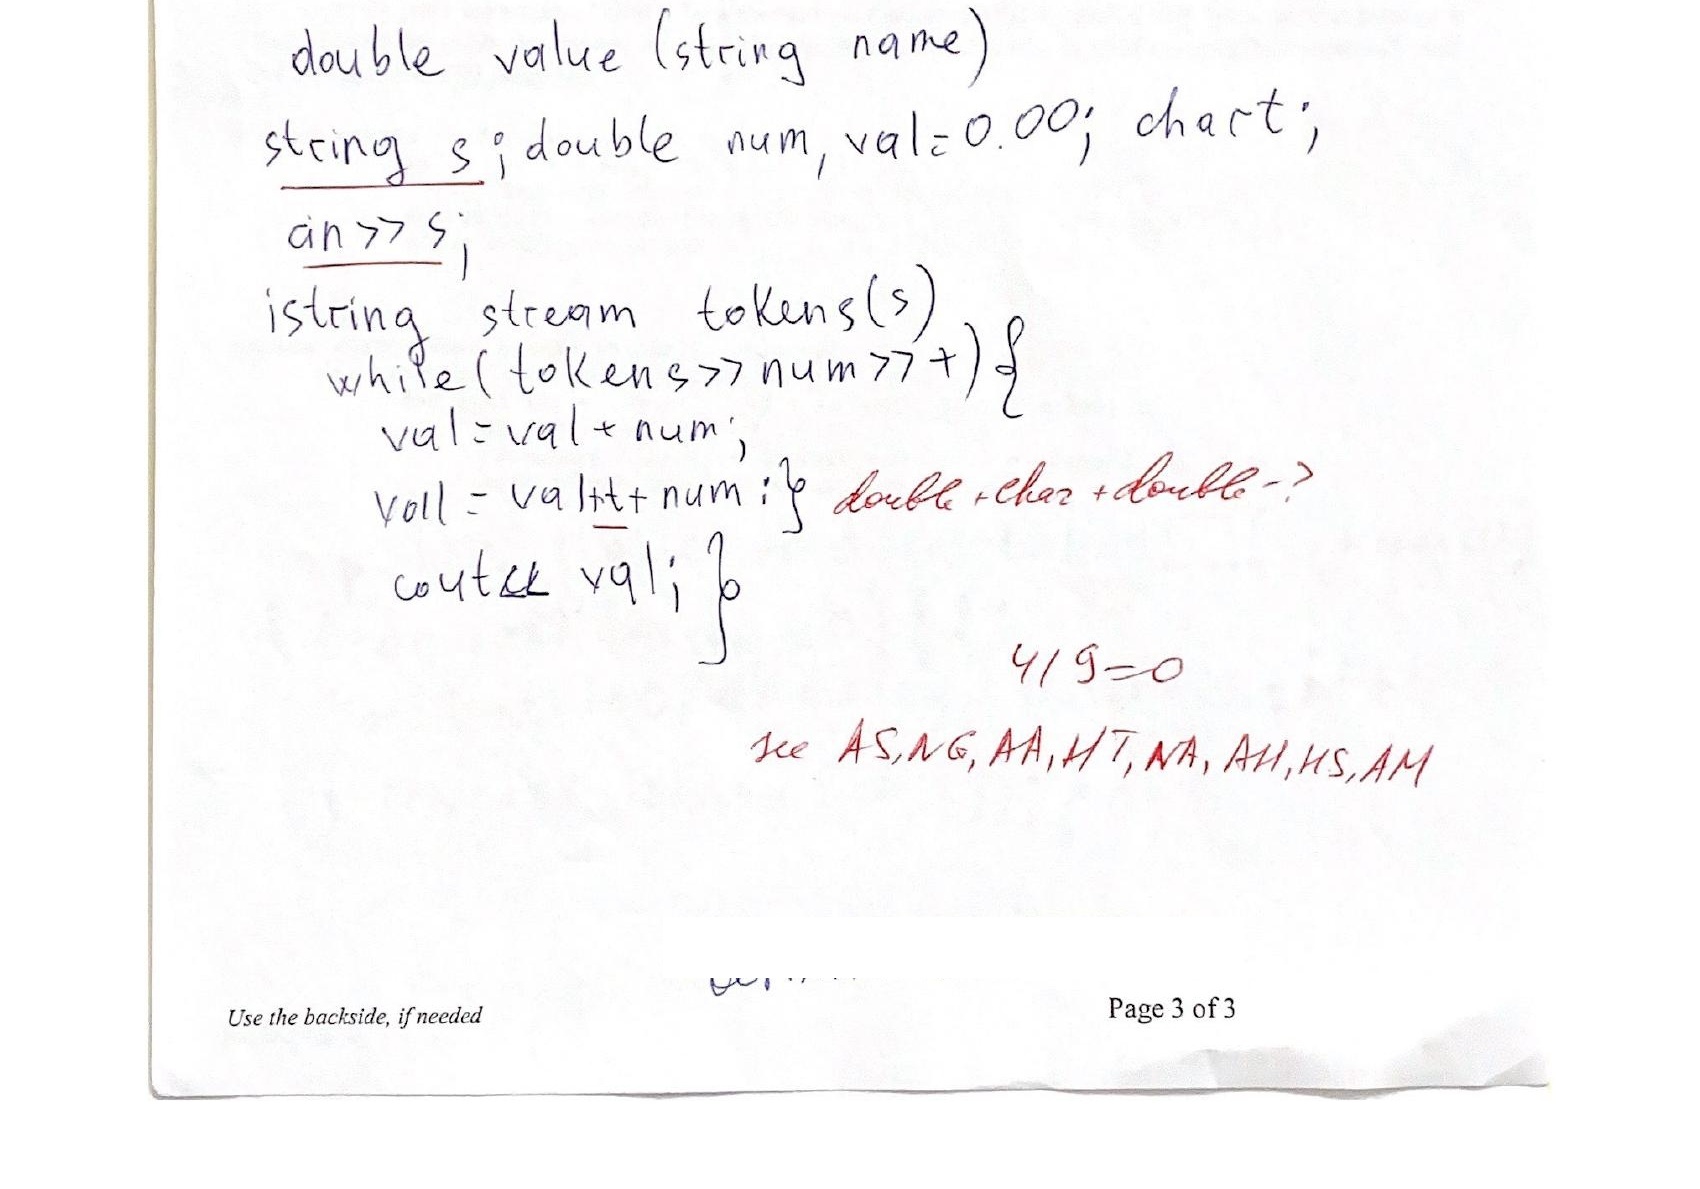 double value (string name)
string s; double num, val=0.00; char t;
cin >> s;
istring stream tokens(s)
while(tokens>>num>>t){
val=val+num;
val = val+t+num;} double + char + double -?
cout<< val; }
4/9=0
see AS, NG, AA, HT, NA, AH, HS, AM
Use the backside, if needed
Page 3 of 3